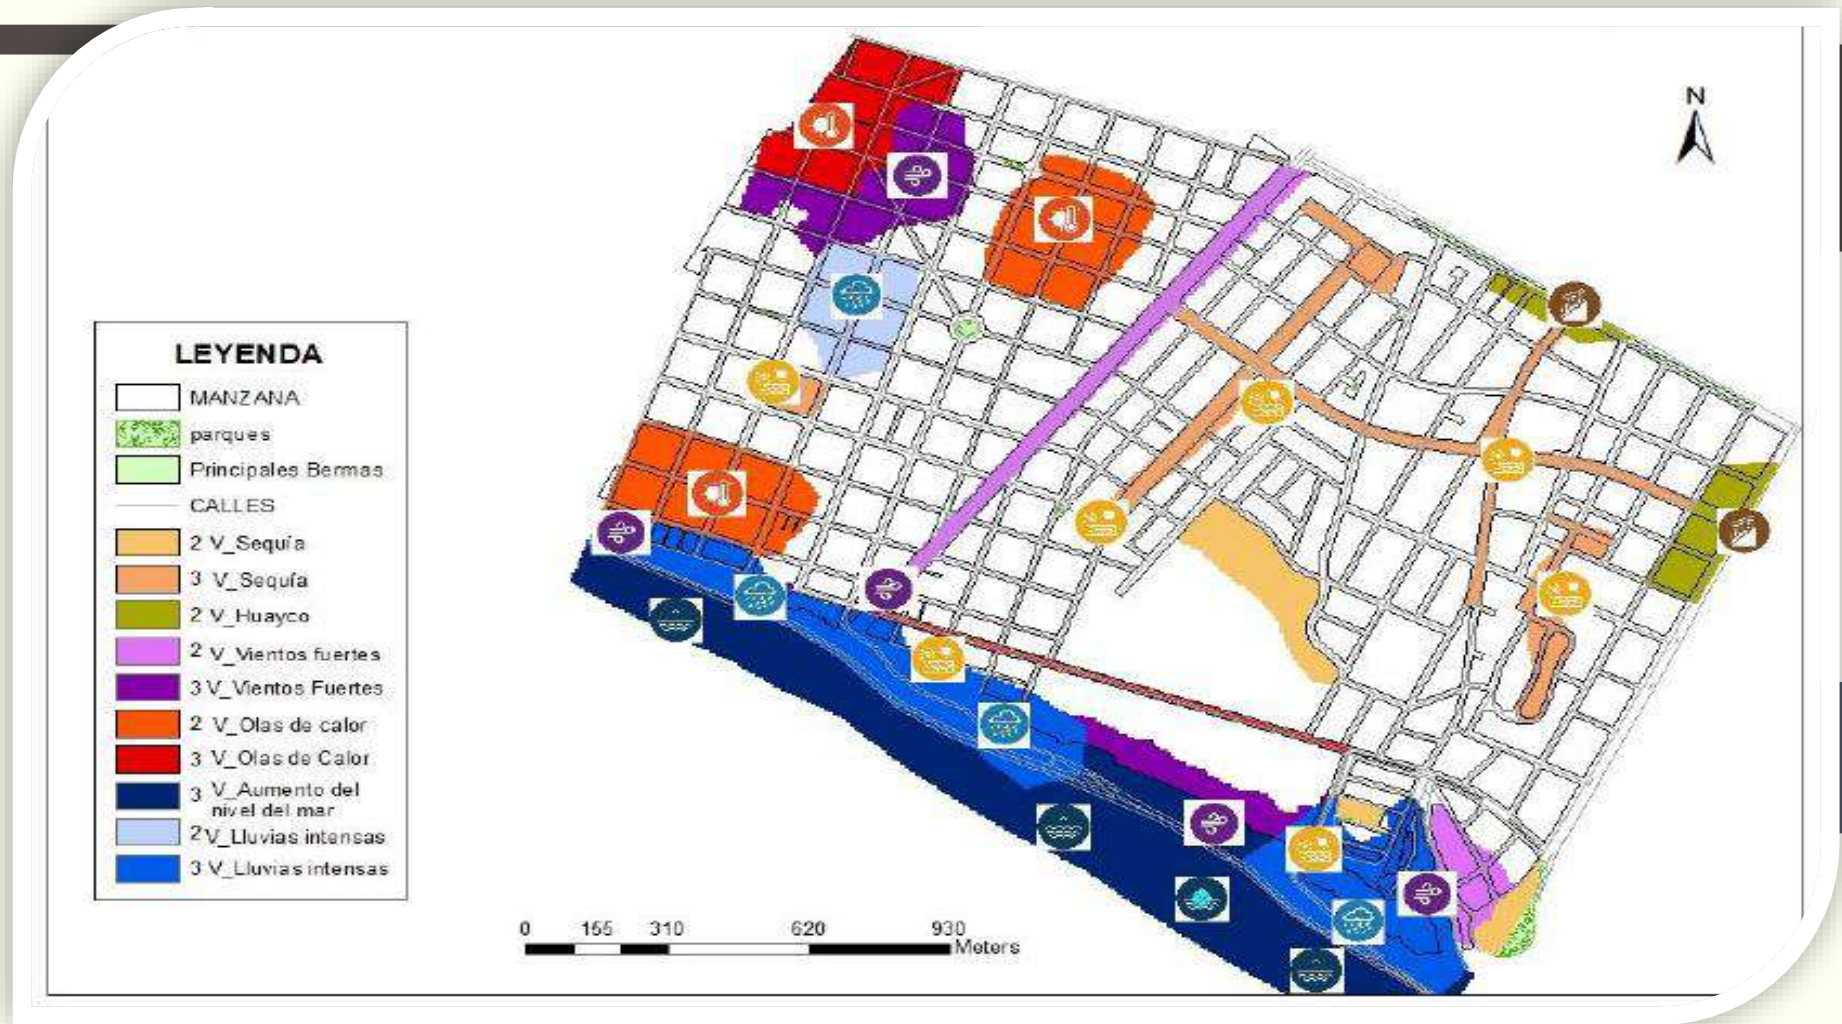 N
LEYENDA
MANZANA
parques
Principales Bermas
CALLES
2 V_Sequía
3 V_Sequía
2 V_Huayco
2 V_Vientos fuertes
3 V_Vientos Fuertes
2 V_Olas de calor
3 V_Olas de Calor
3 V_Aumento del
nivel del mar
2 V_Lluvias intensas
3 V_Lluvias intensas
0 155 310 620 930
Meters